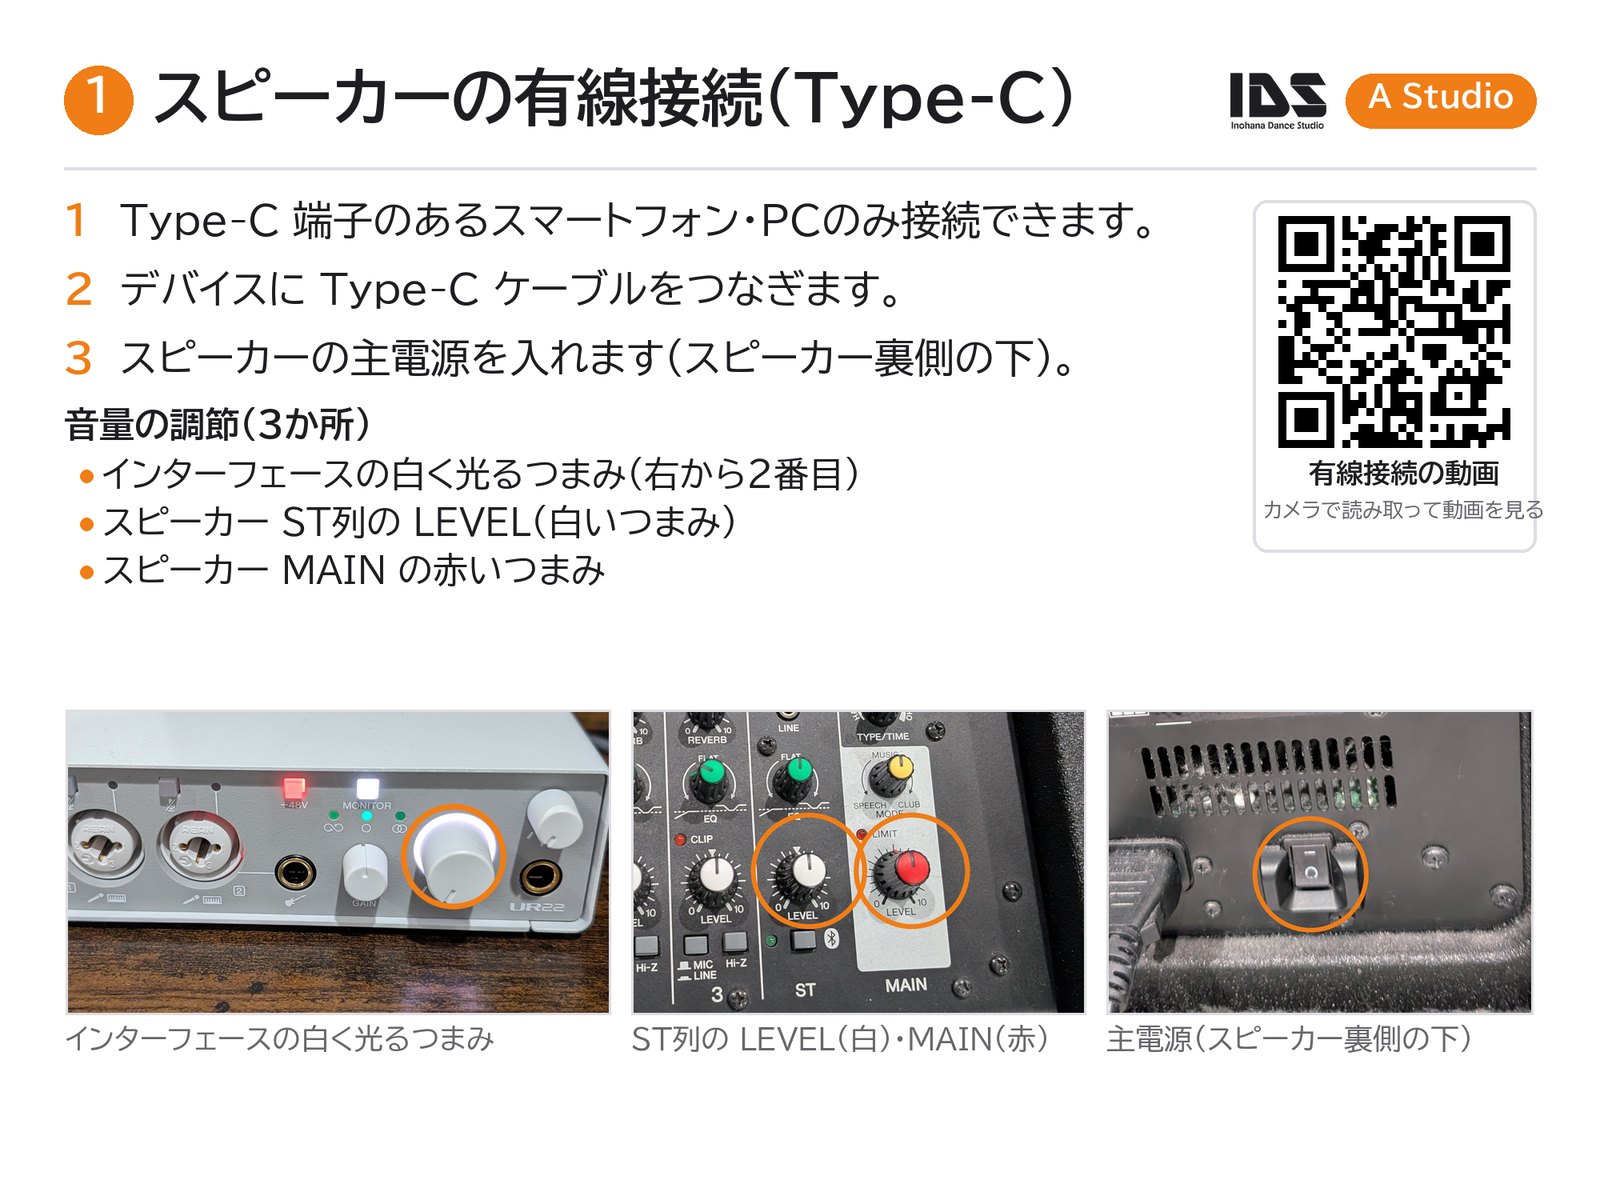 1 スピーカーの有線接続(Type-C)
IDS
Inohana Dance Studio
A Studio
1 Type-C 端子のあるスマートフォン・PCのみ接続できます。
2 デバイスに Type-C ケーブルをつなぎます。
3 スピーカーの主電源を入れます(スピーカー裏側の下)。
音量の調節(3か所)
・インターフェースの白く光るつまみ(右から2番目)
・スピーカー ST列の LEVEL(白いつまみ)
・スピーカー MAIN の赤いつまみ
有線接続の動画
カメラで読み取って動画を見る
+48V
MONITOR
GAIN
2
UR22
REVERB
0 10
LINE
TYPE/TIME
FLAT
FLAT
MUSIC
SPEECH CLUB
MODE
EQ
CLIP
LIMIT
0 10
LEVEL
0
LEVEL
0 10
LEVEL
Hi-Z
MIC
LINE
Hi-Z
3
ST
MAIN
インターフェースの白く光るつまみ
ST列の LEVEL(白)・MAIN(赤)
主電源(スピーカー裏側の下)